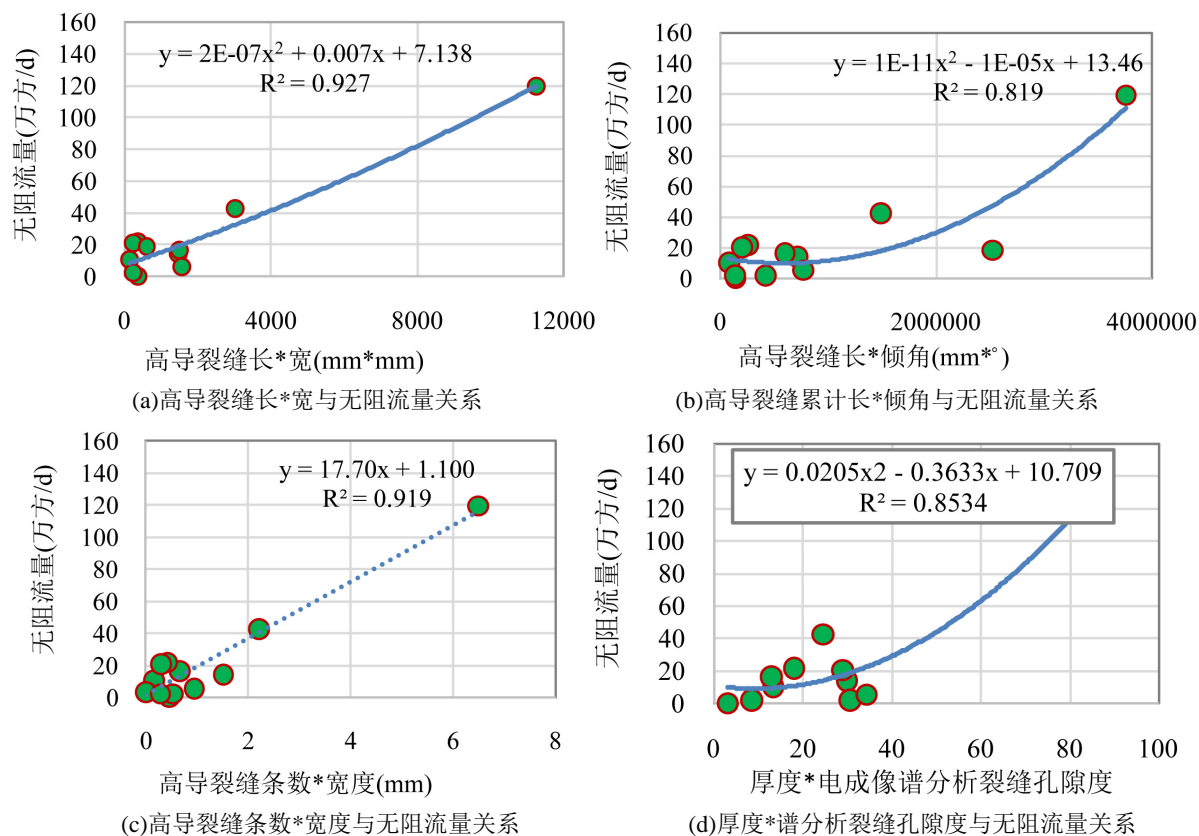 y = 2E-07x² + 0.007x + 7.138
R² = 0.927
无阻流量(万方/d)
160
140
120
100
80
60
40
20
0
0 4000 8000 12000
高导裂缝长*宽(mm*mm)
(a)高导裂缝长*宽与无阻流量关系
y = 1E-11x² - 1E-05x + 13.46
R² = 0.819
无阻流量(万方/d)
160
140
120
100
80
60
40
20
0
0 2000000 4000000
高导裂缝长*倾角(mm*°)
(b)高导裂缝累计长*倾角与无阻流量关系
y = 17.70x + 1.100
R² = 0.919
无阻流量(万方/d)
160
140
120
100
80
60
40
20
0
0 2 4 6 8
高导裂缝条数*宽度(mm)
(c)高导裂缝条数*宽度与无阻流量关系
y = 0.0205x2 - 0.3633x + 10.709
R² = 0.8534
无阻流量(万方/d)
160
140
120
100
80
60
40
20
0
0 20 40 60 80 100
厚度*电成像谱分析裂缝孔隙度
(d)厚度*谱分析裂缝孔隙度与无阻流量关系